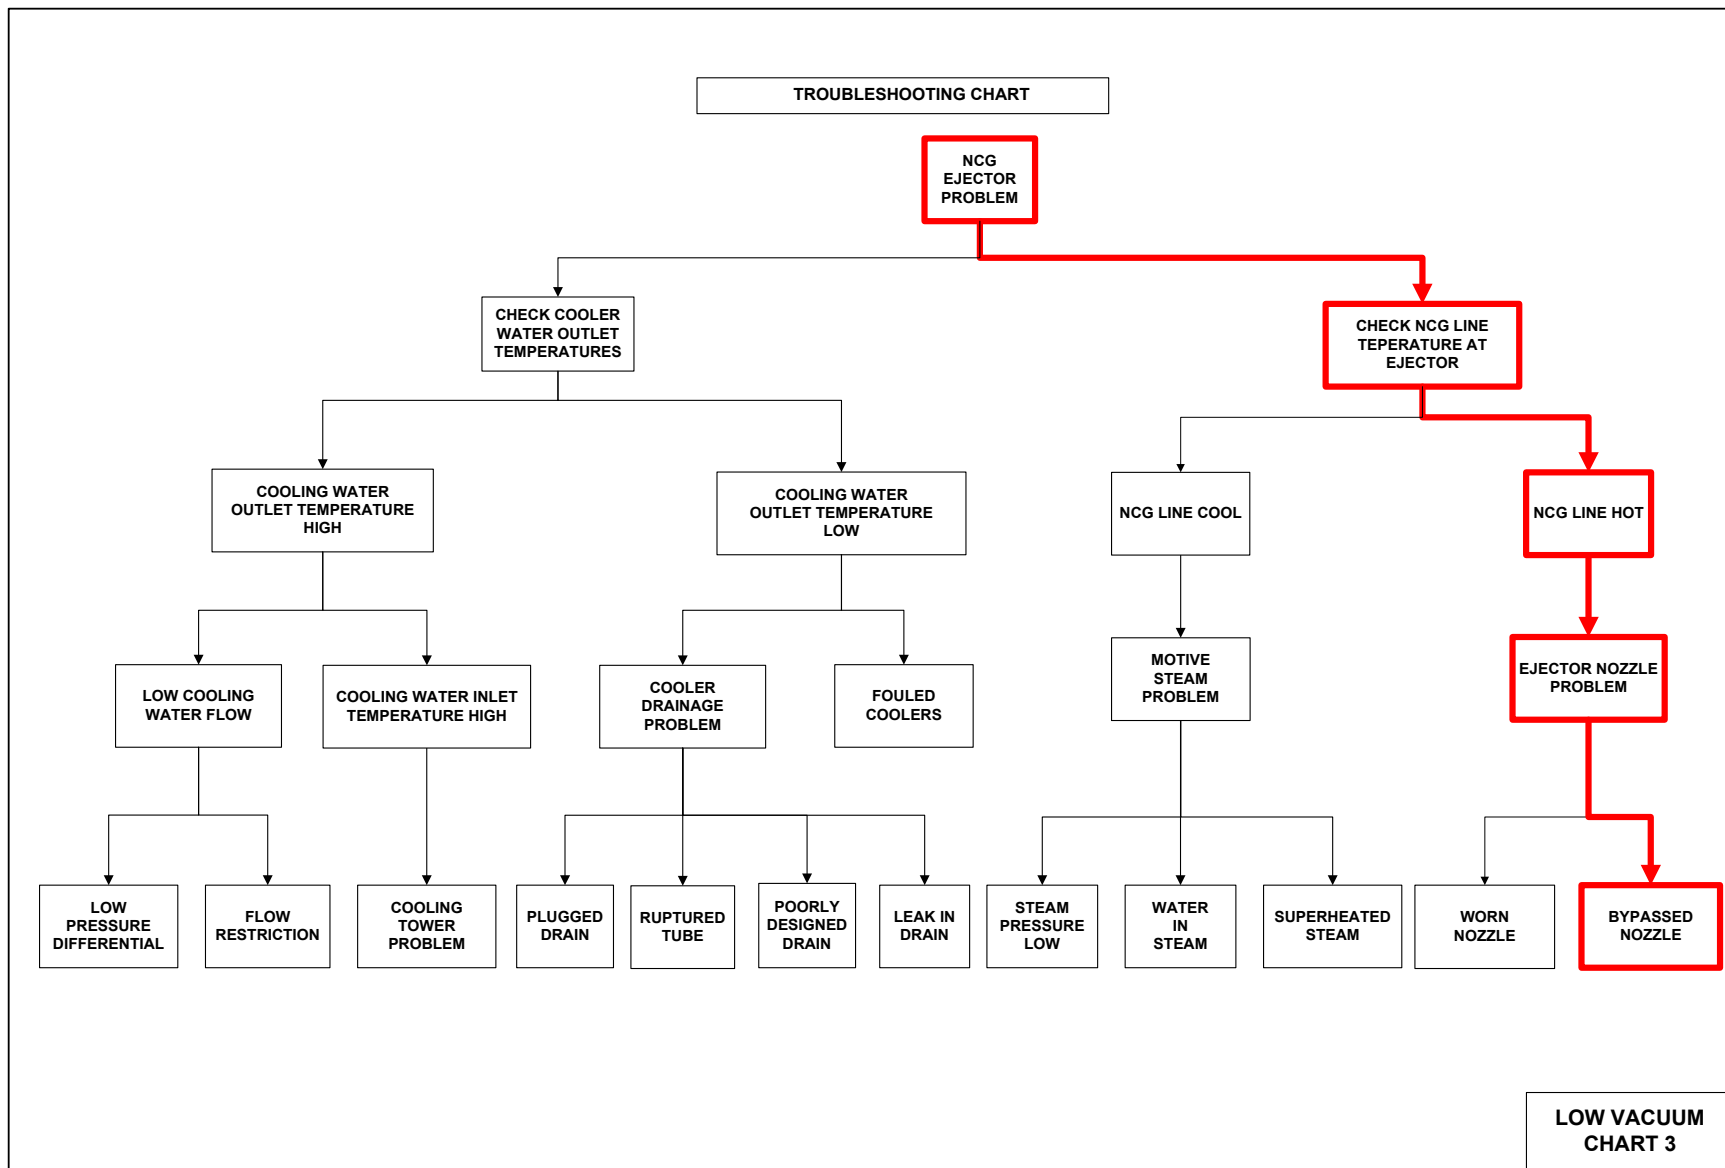 TROUBLESHOOTING CHART
NCG
EJECTOR
PROBLEM
CHECK COOLER
WATER OUTLET
TEMPERATURES
CHECK NCG LINE
TEPERATURE AT
EJECTOR
COOLING WATER
OUTLET TEMPERATURE
HIGH
COOLING WATER
OUTLET TEMPERATURE
LOW
NCG LINE COOL
NCG LINE HOT
LOW COOLING
WATER FLOW
COOLING WATER INLET
TEMPERATURE HIGH
COOLER
DRAINAGE
PROBLEM
FOULED
COOLERS
MOTIVE
STEAM
PROBLEM
EJECTOR NOZZLE
PROBLEM
LOW
PRESSURE
DIFFERENTIAL
FLOW
RESTRICTION
COOLING
TOWER
PROBLEM
PLUGGED
DRAIN
RUPTURED
TUBE
POORLY
DESIGNED
DRAIN
LEAK IN
DRAIN
STEAM
PRESSURE
LOW
WATER
IN
STEAM
SUPERHEATED
STEAM
WORN
NOZZLE
BYPASSED
NOZZLE
LOW VACUUM
CHART 3